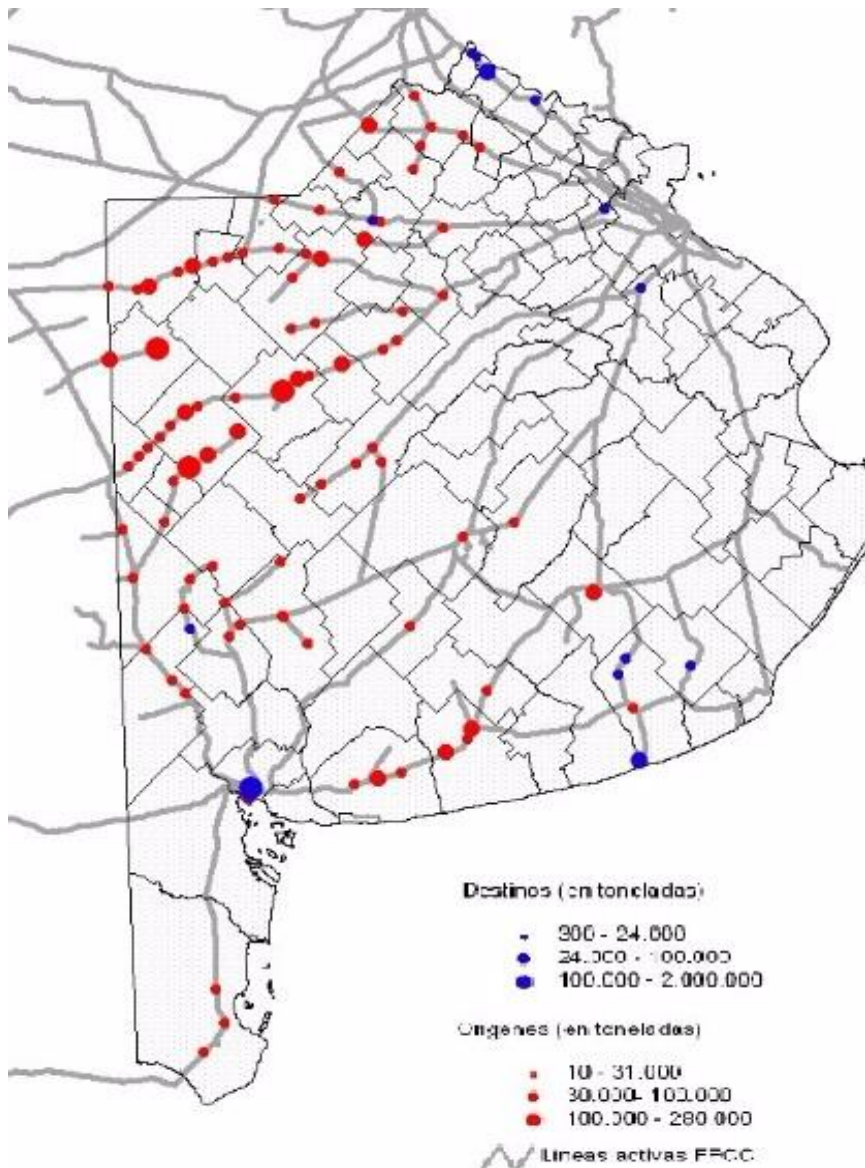 Destinos (en toneladas)
300 - 24.000
24.000 - 100.000
100.000 - 2.000.000
Orígenes (en toneladas)
10 - 31.000
30.000- 100.000
100.000 - 280.000
Líneas activas FFCC